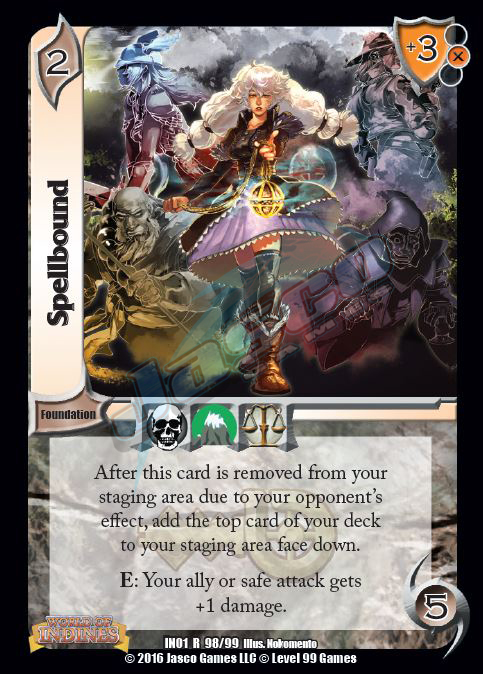 2
+3
Spellbound
Foundation
After this card is removed from your
staging area due to your opponent's
effect, add the top card of your deck
to your staging area face down.
E: Your ally or safe attack gets
+1 damage.
5
WORLD OF
INDINES
IN01 R 98/99 Illus. Nokomento
© 2016 Jasco Games LLC © Level 99 Games
Jasco